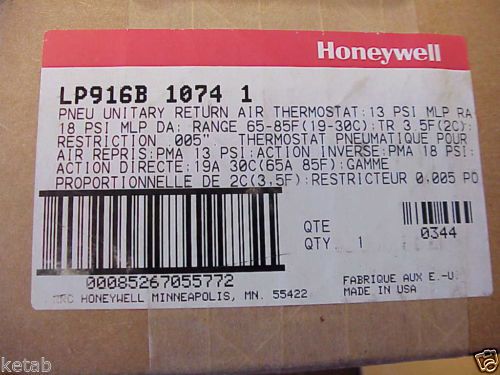 Honeywell
LP916B 1074 1
PNEU UNITARY RETURN AIR THERMOSTAT:13 PSI MLP RA
18 PSI MLP DA: RANGE 65-85F(19-30C):TR 3.5F(2C):
RESTRICTION .005" THERMOSTAT PNEUMATIQUE POUR
AIR REPRIS:PMA 13 PSI:ACTION INVERSE:PMA 18 PSI:
ACTION DIRECTE:19A 30C(65A 85F):GAMME
PROPORTIONNELLE DE 2C(3.5F):RESTRICTEUR 0.005 PO
QTE
QTY 1
0344
00085267055772
HONEYWELL MINNEAPOLIS, MN. 55422
FABRIQUE AUX E.-U.
MADE IN USA
ketab
ebay